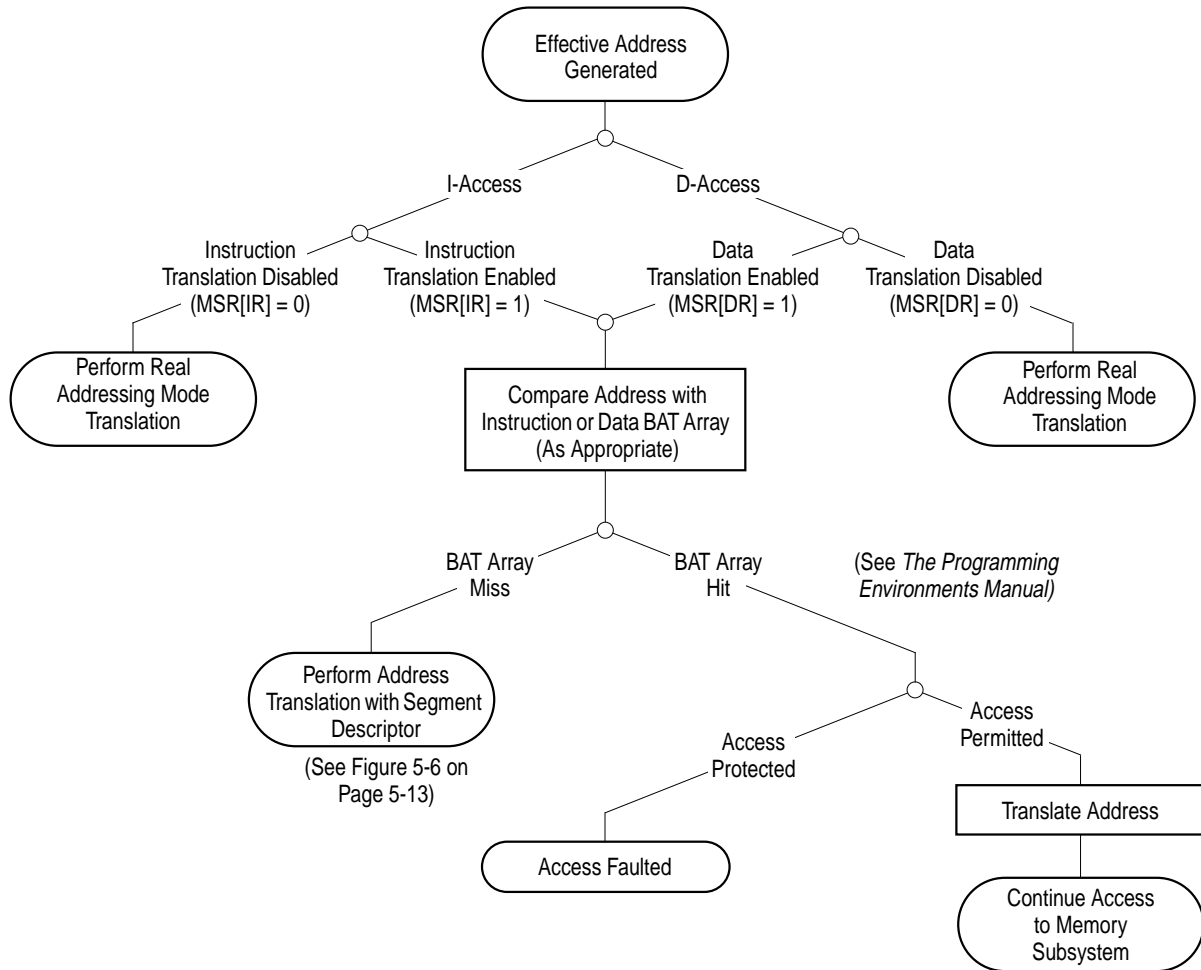 Effective Address
Generated
I-Access
D-Access
Instruction
Translation Disabled
(MSR[IR] = 0)
Instruction
Translation Enabled
(MSR[IR] = 1)
Data
Translation Enabled
(MSR[DR] = 1)
Data
Translation Disabled
(MSR[DR] = 0)
Perform Real
Addressing Mode
Translation
Compare Address with
Instruction or Data BAT Array
(As Appropriate)
Perform Real
Addressing Mode
Translation
BAT Array
Miss
BAT Array
Hit
(See The Programming
Environments Manual)
Perform Address
Translation with Segment
Descriptor
(See Figure 5-6 on
Page 5-13)
Access
Protected
Access
Permitted
Access Faulted
Translate Address
Continue Access
to Memory
Subsystem